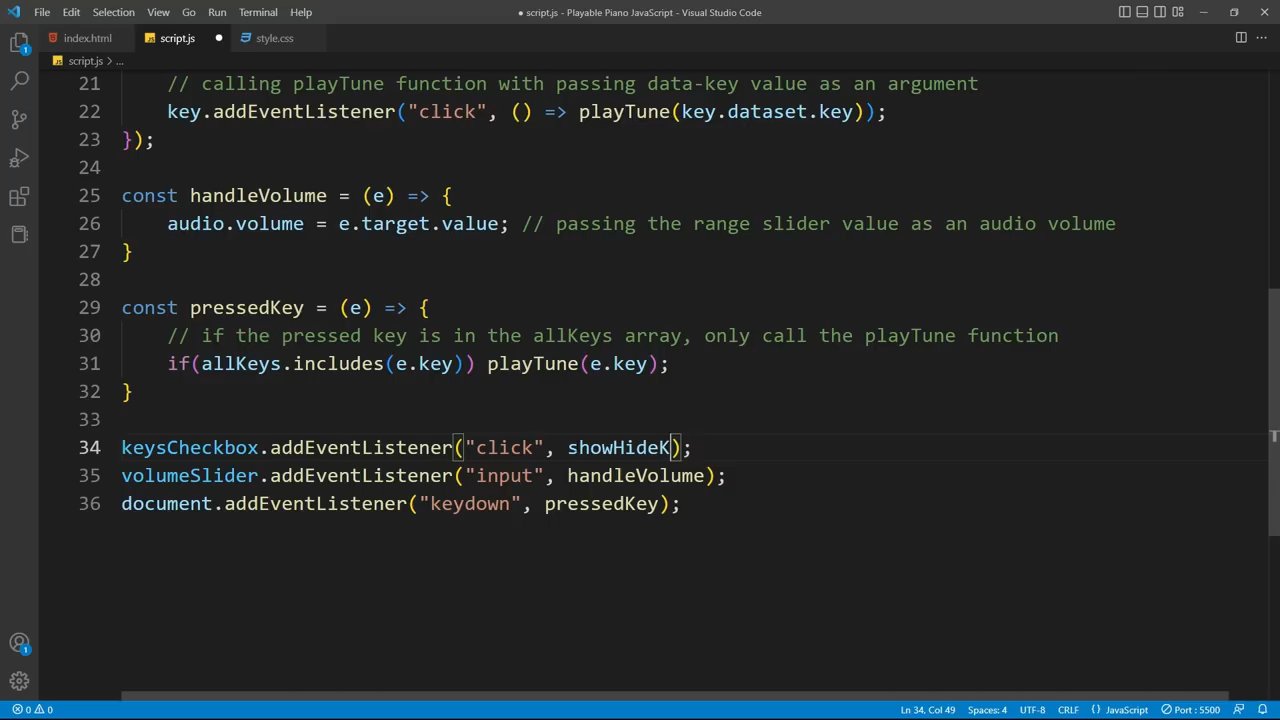 File Edit Selection View Go Run Terminal Help
● script.js - Playable Piano JavaScript - Visual Studio Code
index.html script.js style.css
script.js > ...
21 // calling playTune function with passing data-key value as an argument
22 key.addEventListener("click", () => playTune(key.dataset.key));
23 });
24
25 const handleVolume = (e) => {
26 audio.volume = e.target.value; // passing the range slider value as an audio volume
27 }
28
29 const pressedKey = (e) => {
30 // if the pressed key is in the allKeys array, only call the playTune function
31 if(allKeys.includes(e.key)) playTune(e.key);
32 }
33
34 keysCheckbox.addEventListener("click", showHideK);
35 volumeSlider.addEventListener("input", handleVolume);
36 document.addEventListener("keydown", pressedKey);
1
1
0 0 Ln 34, Col 49 Spaces: 4 UTF-8 CRLF {} JavaScript Port : 5500